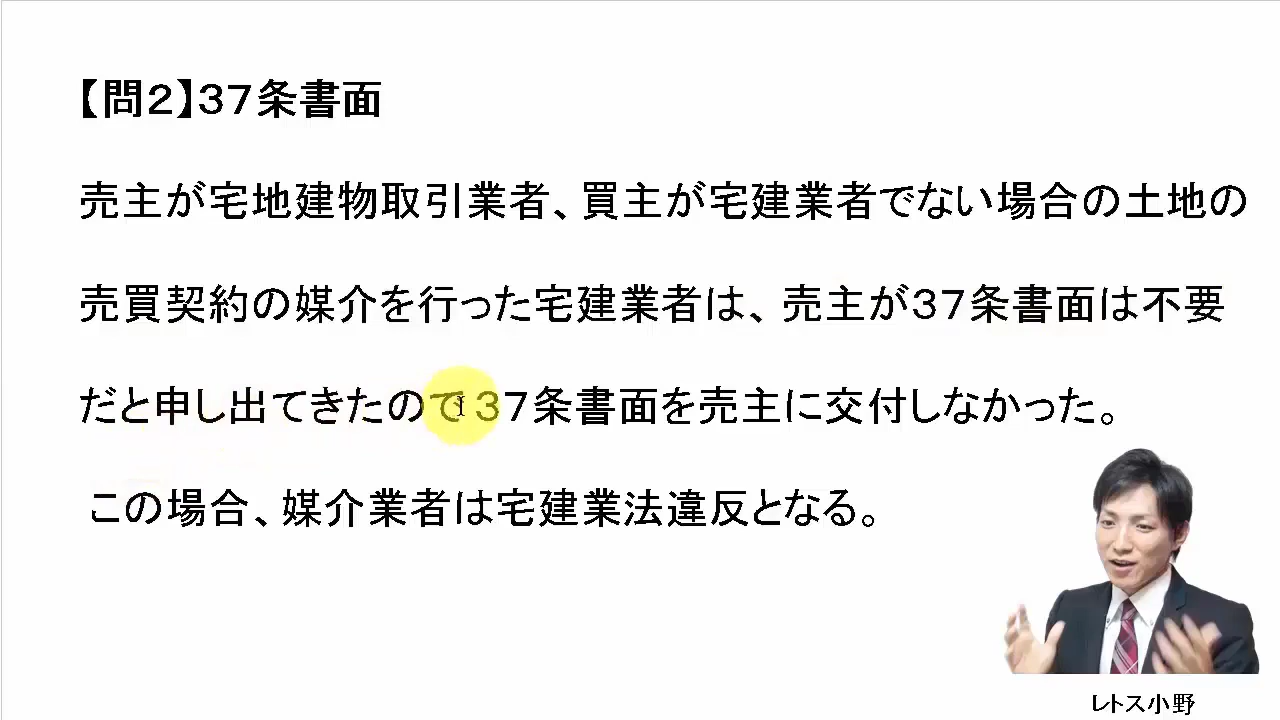 【問２】３７条書面
売主が宅地建物取引業者、買主が宅建業者でない場合の土地の
売買契約の媒介を行った宅建業者は、売主が３７条書面は不要
だと申し出てきたので３７条書面を売主に交付しなかった。
この場合、媒介業者は宅建業法違反となる。
レトス小野